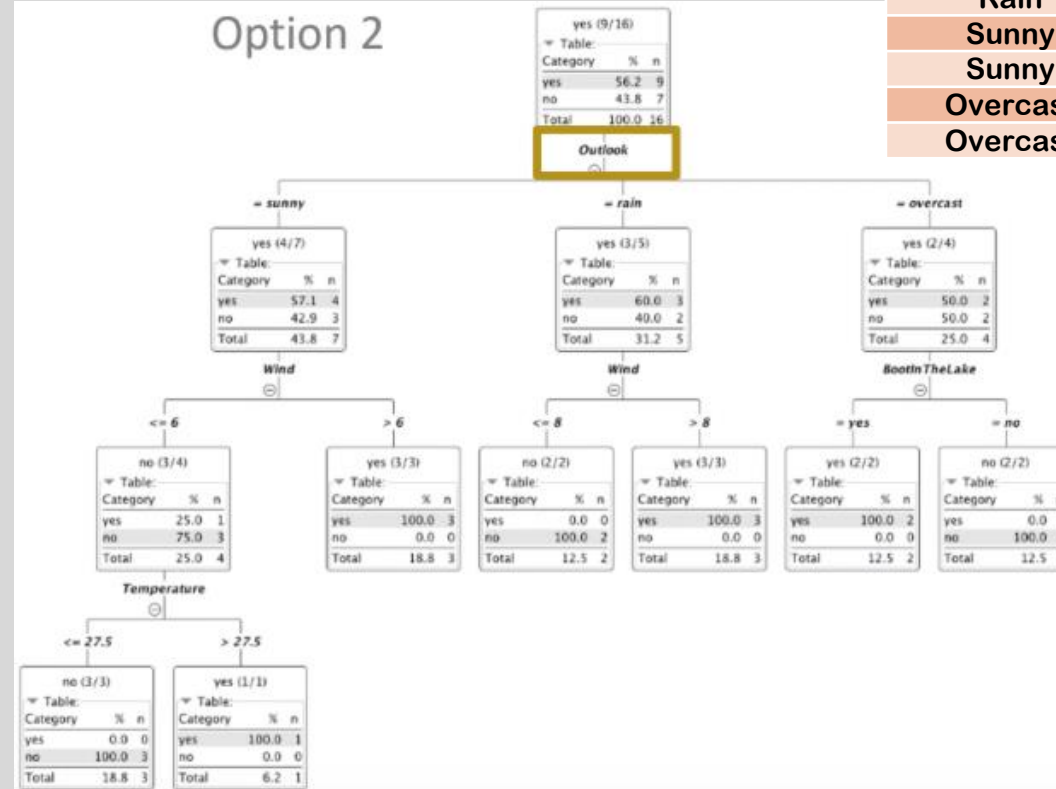 Option 2
Rain
Sunny
Sunny
Overcas
Overcas
yes (9/16)
Table:
Category % n
yes 56.2 9
no 43.8 7
Total 100.0 16
Outlook
= sunny
= rain
= overcast
yes (4/7)
Table:
Category % n
yes 57.1 4
no 42.9 3
Total 43.8 7
Wind
yes (3/5)
Table:
Category % n
yes 60.0 3
no 40.0 2
Total 31.2 5
Wind
yes (2/4)
Table:
Category % n
yes 50.0 2
no 50.0 2
Total 25.0 4
BootInTheLake
<= 6
> 6
<= 8
> 8
= yes
= no
no (3/4)
Table:
Category % n
yes 25.0 1
no 75.0 3
Total 25.0 4
Temperature
yes (3/3)
Table:
Category % n
yes 100.0 3
no 0.0 0
Total 18.8 3
no (2/2)
Table:
Category % n
yes 0.0 0
no 100.0 2
Total 12.5 2
yes (3/3)
Table:
Category % n
yes 100.0 3
no 0.0 0
Total 18.8 3
yes (2/2)
Table:
Category % n
yes 100.0 2
no 0.0 0
Total 12.5 2
no (2/2)
Table:
Category %
yes 0.0
no 100.0
Total 12.5
<= 27.5
> 27.5
no (3/3)
Table:
Category % n
yes 0.0 0
no 100.0 3
Total 18.8 3
yes (1/1)
Table:
Category % n
yes 100.0 1
no 0.0 0
Total 6.2 1